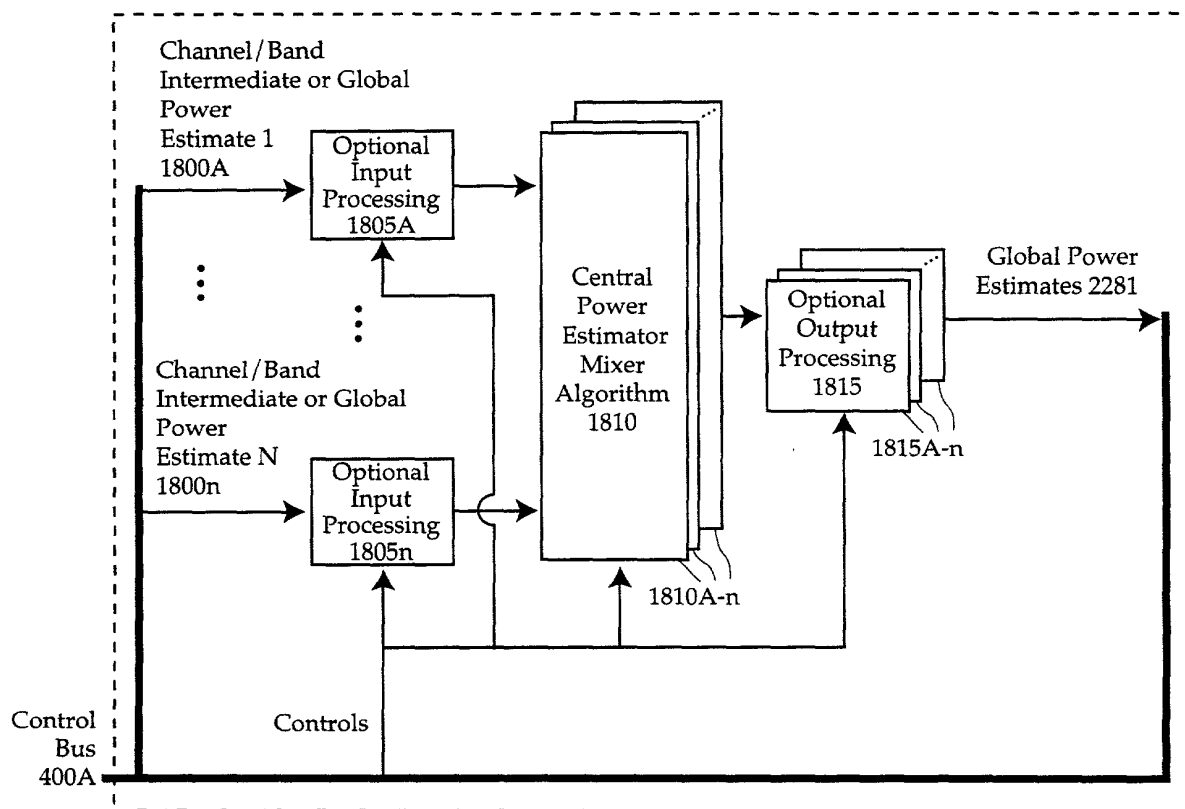 Channel/Band
Intermediate or Global
Power
Estimate 1
1800A
Optional
Input
Processing
1805A
Channel/Band
Intermediate or Global
Power
Estimate N
1800n
Optional
Input
Processing
1805n
Central
Power
Estimator
Mixer
Algorithm
1810
1810A-n
Optional
Output
Processing
1815
1815A-n
Global Power
Estimates 2281
Controls
Control
Bus
400A